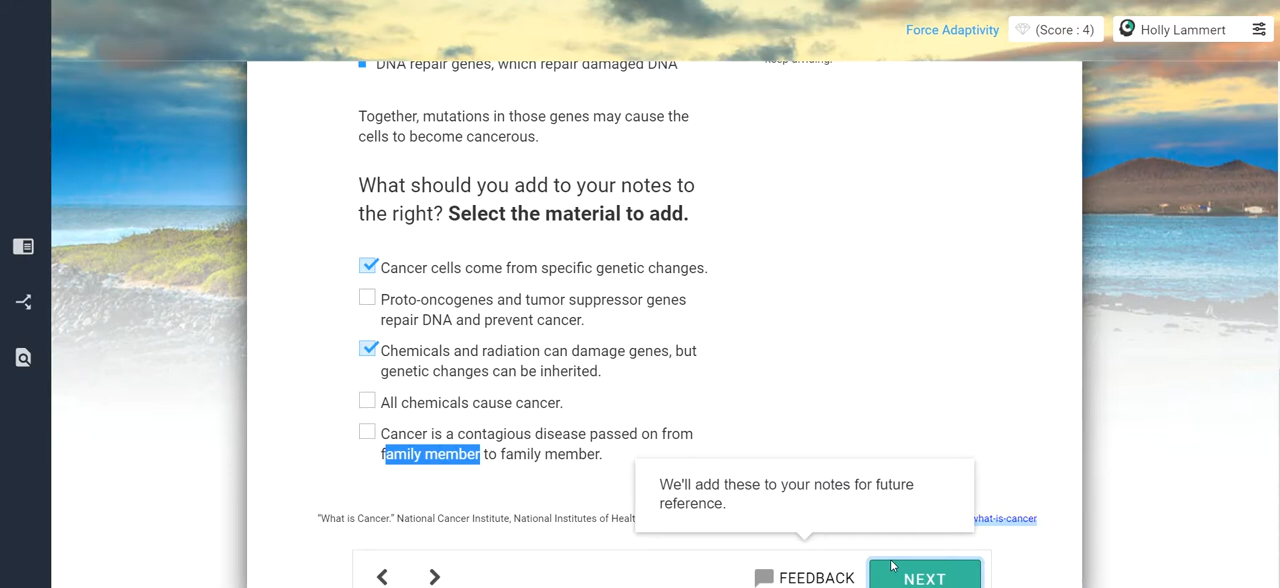 Force Adaptivity
(Score : 4)
Holly Lammert
DNA repair genes, which repair damaged DNA
keep dividing.
Together, mutations in those genes may cause the
cells to become cancerous.
What should you add to your notes to
the right? Select the material to add.
Cancer cells come from specific genetic changes.
Proto-oncogenes and tumor suppressor genes
repair DNA and prevent cancer.
Chemicals and radiation can damage genes, but
genetic changes can be inherited.
All chemicals cause cancer.
Cancer is a contagious disease passed on from
family member to family member.
We'll add these to your notes for future
reference.
"What is Cancer." National Cancer Institute, National Institutes of Healt
what-is-cancer
FEEDBACK
NEXT